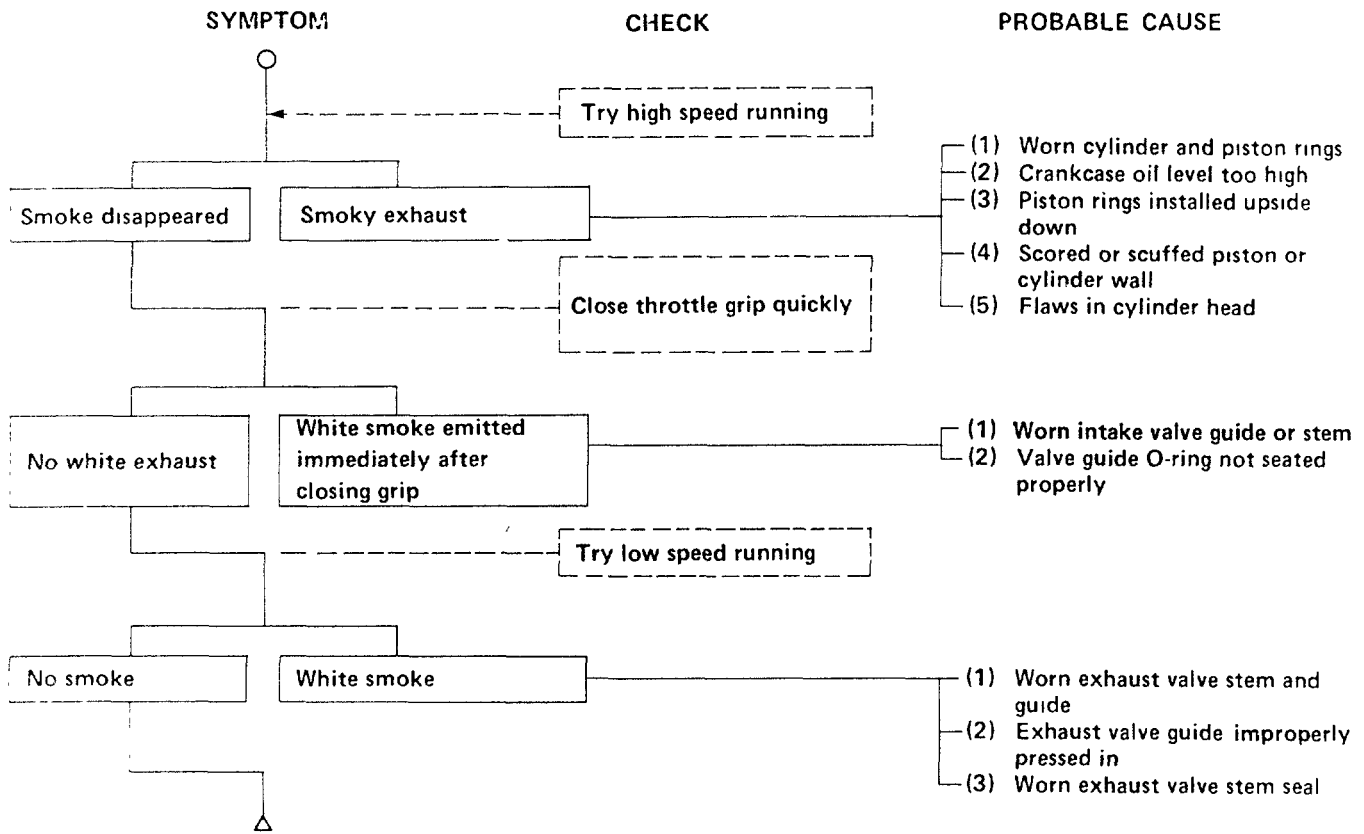 SYMPTOM CHECK PROBABLE CAUSE
Try high speed running
Smoke disappeared
Smoky exhaust
(1) Worn cylinder and piston rings
(2) Crankcase oil level too high
(3) Piston rings installed upside
down
(4) Scored or scuffed piston or
cylinder wall
(5) Flaws in cylinder head
Close throttle grip quickly
No white exhaust
White smoke emitted
immediately after
closing grip
(1) Worn intake valve guide or stem
(2) Valve guide O-ring not seated
properly
Try low speed running
No smoke
White smoke
(1) Worn exhaust valve stem and
guide
(2) Exhaust valve guide improperly
pressed in
(3) Worn exhaust valve stem seal